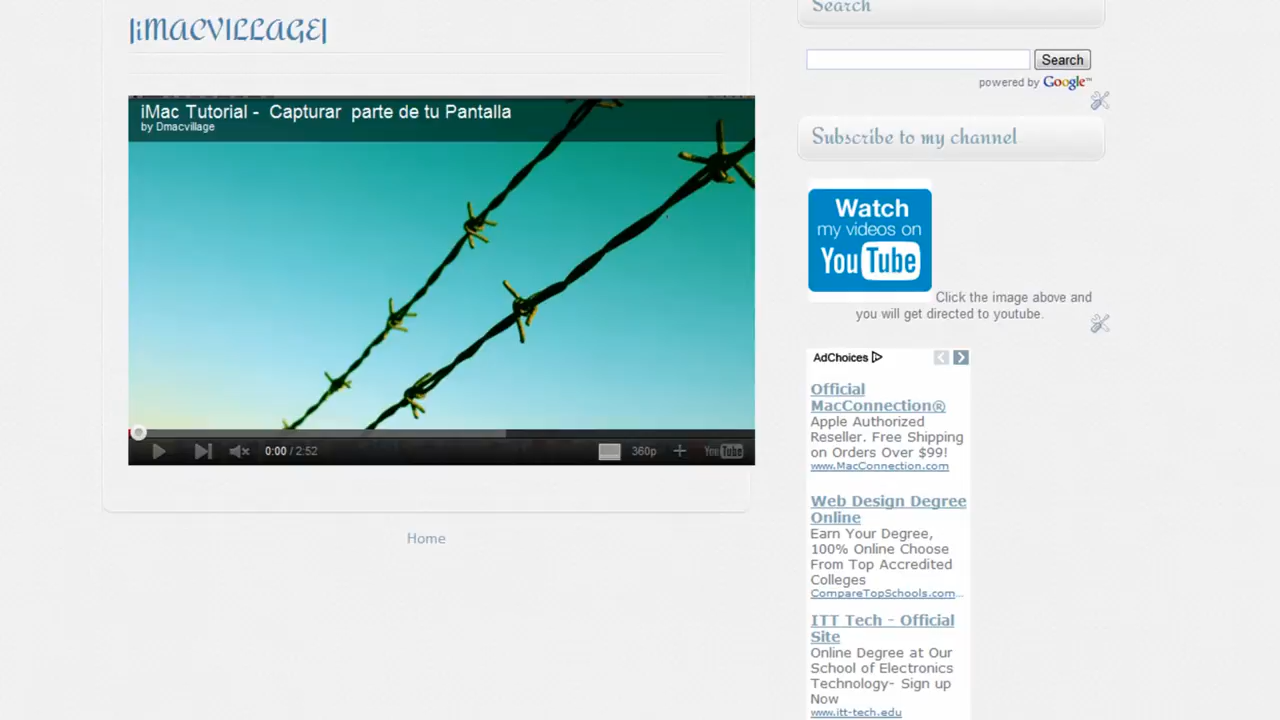 |iMACVILLAGE|
iMac Tutorial - Capturar parte de tu Pantalla
by Dmacvillage
0:00 / 2:52
360p
YouTube
Home
Search
Search
powered by Google™
Subscribe to my channel
Watch
my videos on
YouTube
Click the image above and
you will get directed to youtube.
AdChoices
Official
MacConnection®
Apple Authorized
Reseller. Free Shipping
on Orders Over $99!
www.MacConnection.com
Web Design Degree
Online
Earn Your Degree,
100% Online Choose
From Top Accredited
Colleges
CompareTopSchools.com…
ITT Tech - Official
Site
Online Degree at Our
School of Electronics
Technology- Sign up
Now
www.itt-tech.edu